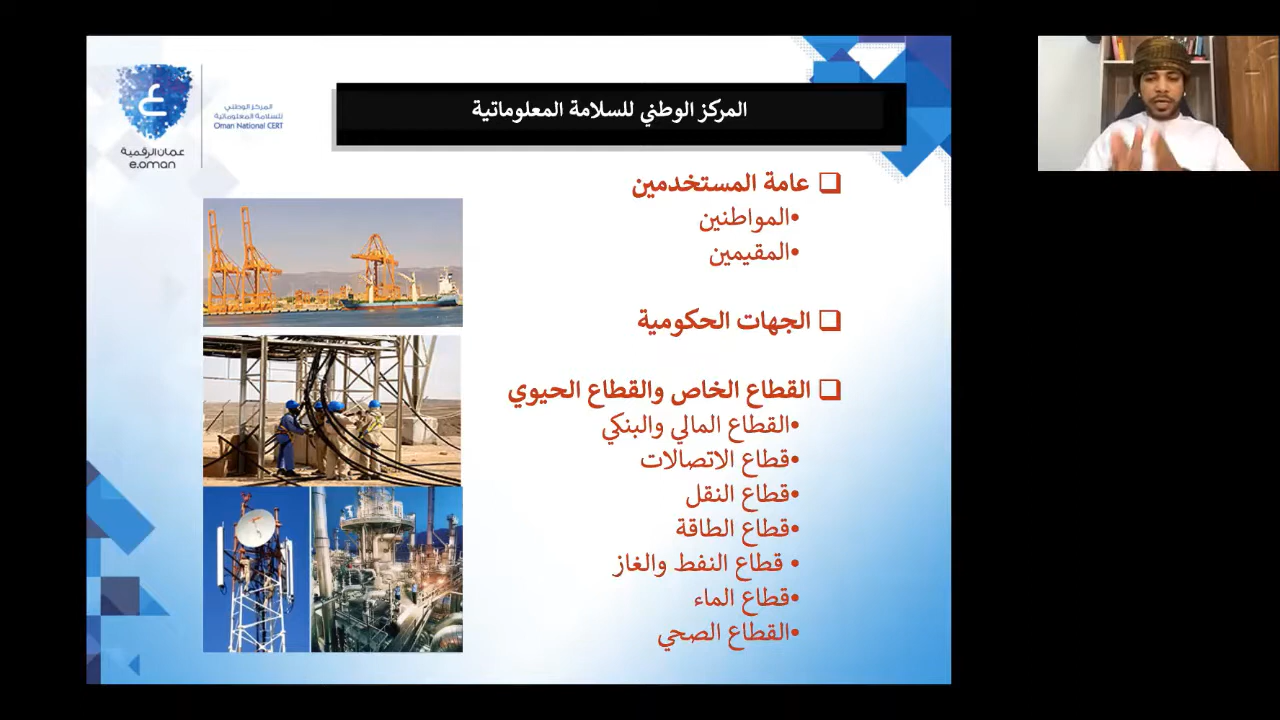 المركز الوطني
للسلامة المعلوماتية
Oman National CERT
عمان الرقمية
e.oman
المركز الوطني للسلامة المعلوماتية
❑ عامة المستخدمين
•المواطنين
•المقيمين
❑ الجهات الحكومية
❑ القطاع الخاص والقطاع الحيوي
•القطاع المالي والبنكي
•قطاع الاتصالات
•قطاع النقل
•قطاع الطاقة
• قطاع النفط والغاز
•قطاع الماء
•القطاع الصحي